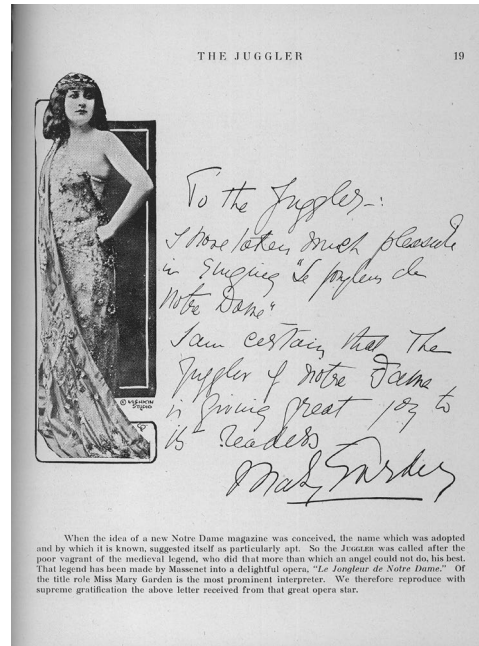 THE JUGGLER 19
To the Juggler—:
I have taken much pleasure
in singing "Le jongleur de
Notre Dame"
I am certain that The
Juggler of Notre Dame
is giving great joy to
its readers
Mary Garden
© MISHKIN
STUDIO
When the idea of a new Notre Dame magazine was conceived, the name which was adopted
and by which it is known, suggested itself as particularly apt. So the JUGGLER was called after the
poor vagrant of the medieval legend, who did that more than which an angel could not do, his best.
That legend has been made by Massenet into a delightful opera, "Le Jongleur de Notre Dame." Of
the title role Miss Mary Garden is the most prominent interpreter. We therefore reproduce with
supreme gratification the above letter received from that great opera star.